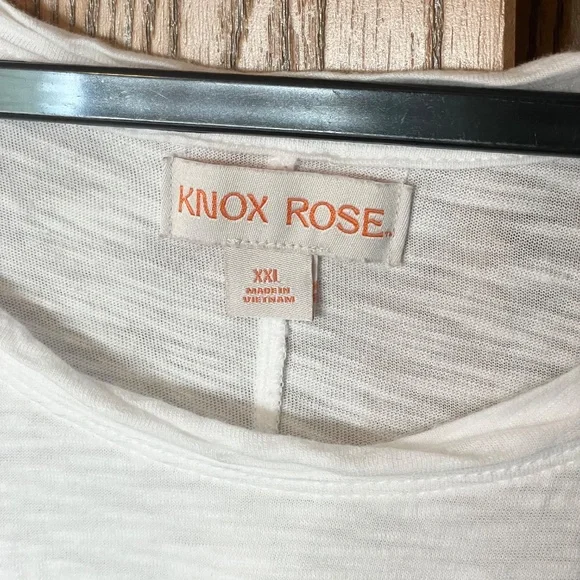 KNOX ROSE
XXL
MADE IN
VIETNAM